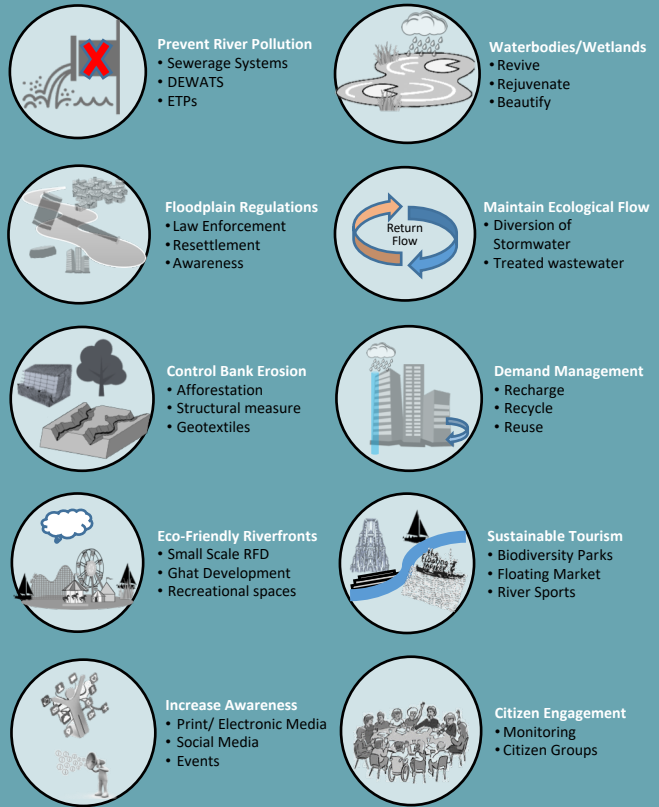 Prevent River Pollution
• Sewerage Systems
• DEWATS
• ETPs
Waterbodies/Wetlands
• Revive
• Rejuvenate
• Beautify
Floodplain Regulations
• Law Enforcement
• Resettlement
• Awareness
Return
Flow
Maintain Ecological Flow
• Diversion of
Stormwater
• Treated wastewater
Control Bank Erosion
• Afforestation
• Structural measure
• Geotextiles
Demand Management
• Recharge
• Recycle
• Reuse
Eco-Friendly Riverfronts
• Small Scale RFD
• Ghat Development
• Recreational spaces
the
Floating
Market
Sustainable Tourism
• Biodiversity Parks
• Floating Market
• River Sports
Increase Awareness
• Print/ Electronic Media
• Social Media
• Events
Citizen Engagement
• Monitoring
• Citizen Groups